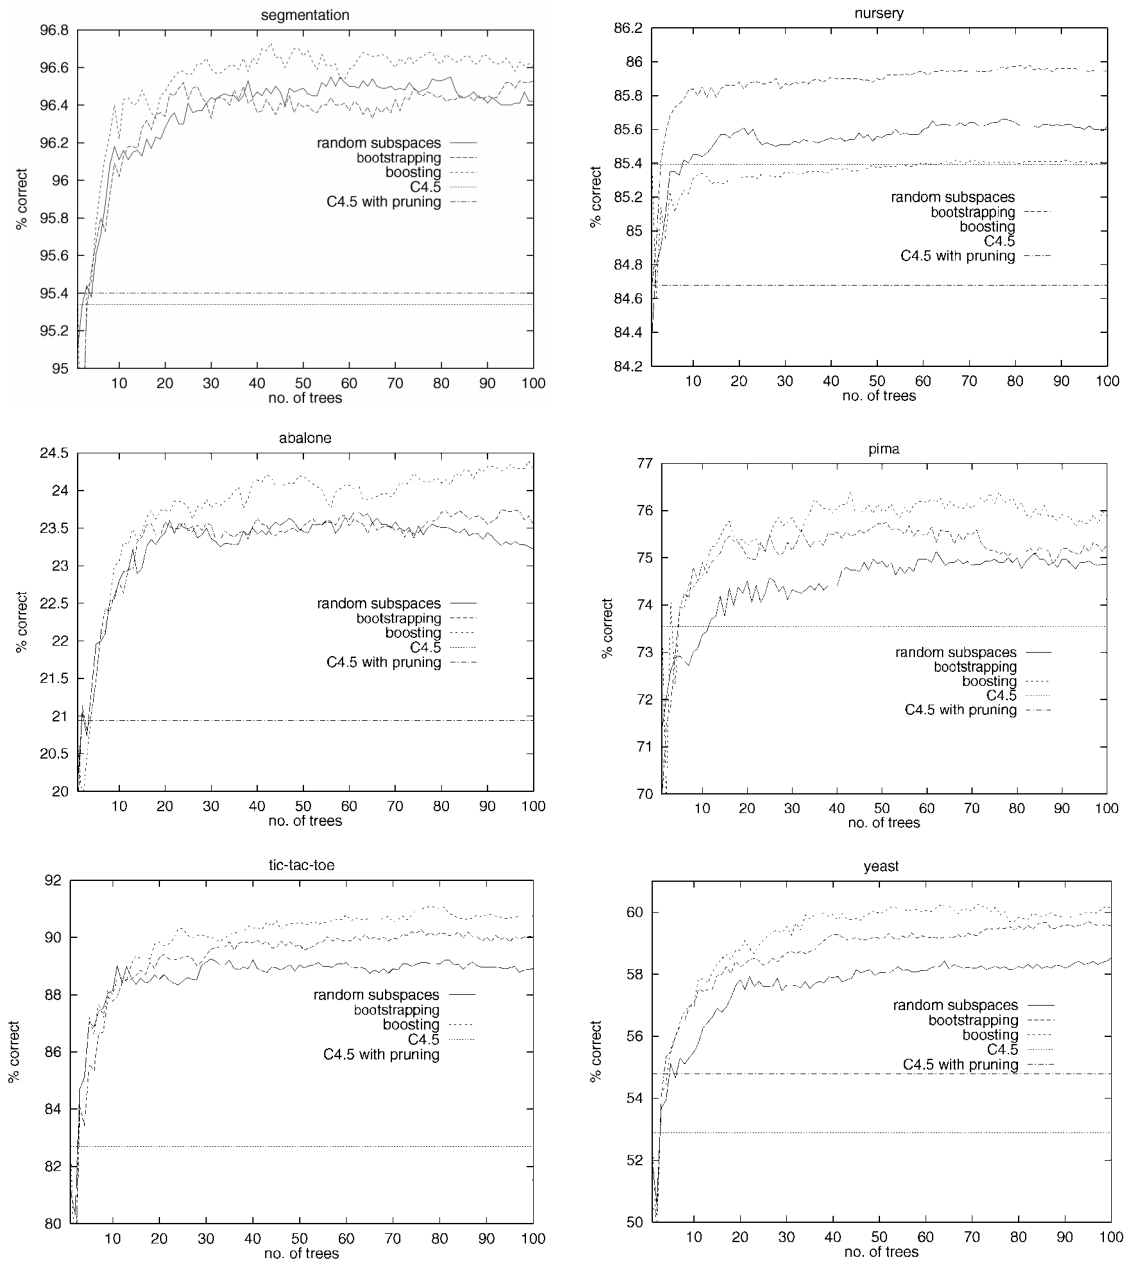 segmentation
96.8
96.6
96.4
96.2
96
95.8
95.6
95.4
95.2
95
% correct
random subspaces
bootstrapping
boosting
C4.5
C4.5 with pruning
10 20 30 40 50 60 70 80 90 100
no. of trees
nursery
86.2
86
85.8
85.6
85.4
85.2
85
84.8
84.6
84.4
84.2
% correct
random subspaces
bootstrapping
boosting
C4.5
C4.5 with pruning
10 20 30 40 50 60 70 80 90 100
no. of trees
abalone
24.5
24
23.5
23
22.5
22
21.5
21
20.5
20
% correct
random subspaces
bootstrapping
boosting
C4.5
C4.5 with pruning
10 20 30 40 50 60 70 80 90 100
no. of trees
pima
77
76
75
74
73
72
71
70
% correct
random subspaces
bootstrapping
boosting
C4.5
C4.5 with pruning
10 20 30 40 50 60 70 80 90 100
no. of trees
tic-tac-toe
92
90
88
86
84
82
80
% correct
random subspaces
bootstrapping
boosting
C4.5
C4.5 with pruning
10 20 30 40 50 60 70 80 90 100
no. of trees
yeast
60
58
56
54
52
50
% correct
random subspaces
bootstrapping
boosting
C4.5
C4.5 with pruning
10 20 30 40 50 60 70 80 90 100
no. of trees